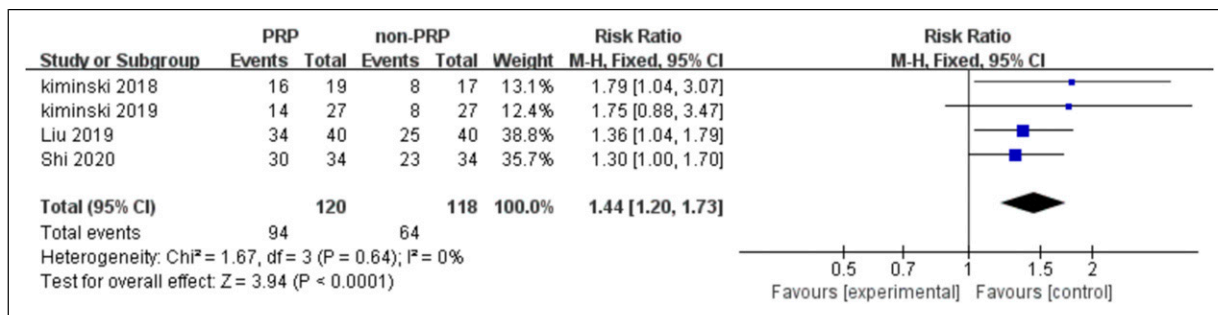 PRP non-PRP Risk Ratio Risk Ratio
Study or Subgroup Events Total Events Total Weight M-H, Fixed, 95% CI M-H, Fixed, 95% CI
kiminski 2018 16 19 8 17 13.1% 1.79 [1.04, 3.07]
kiminski 2019 14 27 8 27 12.4% 1.75 [0.88, 3.47]
Liu 2019 34 40 25 40 38.8% 1.36 [1.04, 1.79]
Shi 2020 30 34 23 34 35.7% 1.30 [1.00, 1.70]
Total (95% CI) 120 118 100.0% 1.44 [1.20, 1.73]
Total events 94 64
Heterogeneity: Chi² = 1.67, df = 3 (P = 0.64); I² = 0%
Test for overall effect: Z = 3.94 (P < 0.0001)
0.5 0.7 1 1.5 2
Favours [experimental] Favours [control]